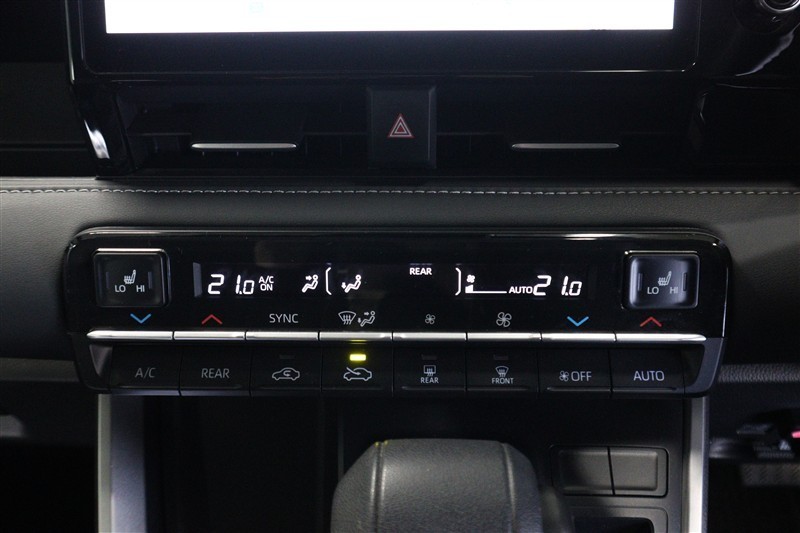 LO HI
21.0 A/C ON
REAR
AUTO 21.0
LO HI
SYNC
A/C
REAR
REAR
FRONT
OFF
AUTO